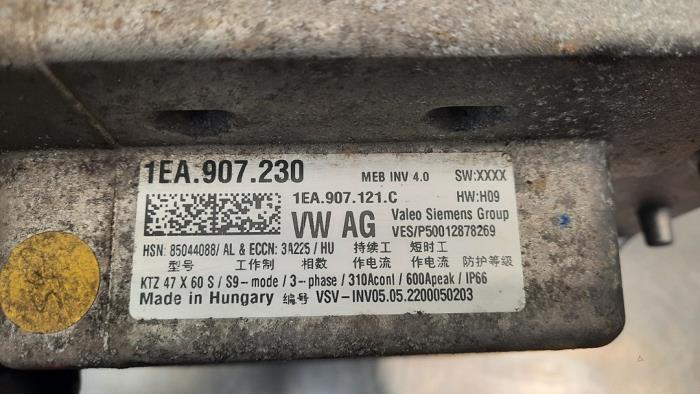 1EA.907.230 MEB INV 4.0 SW:XXXX
1EA.907.121.C HW:H09
VW AG Valeo Siemens Group
VES/P50012878269
HSN: 85044088/ AL & ECCN: 3A225 / HU 持续工 短时工
型号 工作制 相数 作电流 作电流 防护等级
KTZ 47 X 60 S / S9-mode / 3-phase / 310Acont / 600Apeak / IP66
Made in Hungary 编号 VSV-INV05.05.2200050203